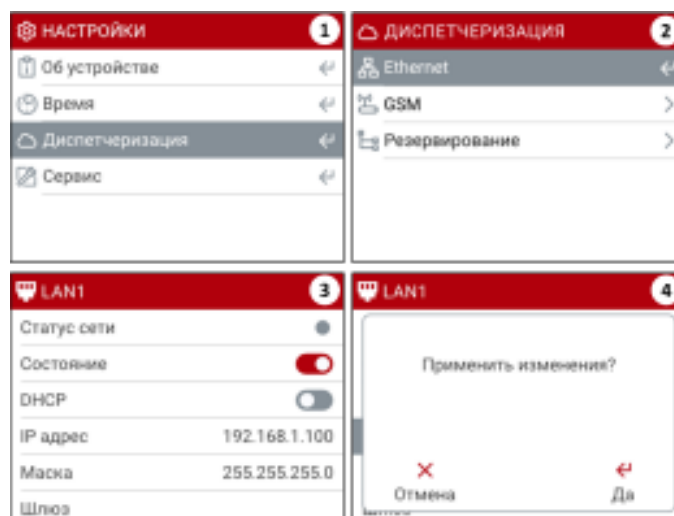 НАСТРОЙКИ 1
Об устройстве
Время
Диспетчеризация
Сервис
ДИСПЕТЧЕРИЗАЦИЯ 2
Ethernet
GSM
Резервирование
LAN1 3
Статус сети
Состояние
DHCP
IP адрес 192.168.1.100
Маска 255.255.255.0
Шлюз
LAN1 4
Применить изменения?
Отмена Да
Шлюз